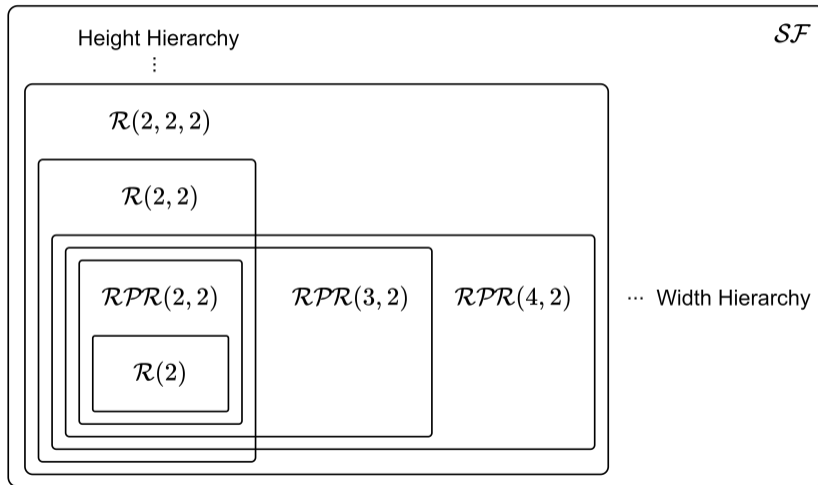 Height Hierarchy
𝒮ℱ
⋮
ℛ(2, 2, 2)
ℛ(2, 2)
ℛ𝒫ℛ(2, 2)
ℛ𝒫ℛ(3, 2)
ℛ𝒫ℛ(4, 2)
··· Width Hierarchy
ℛ(2)